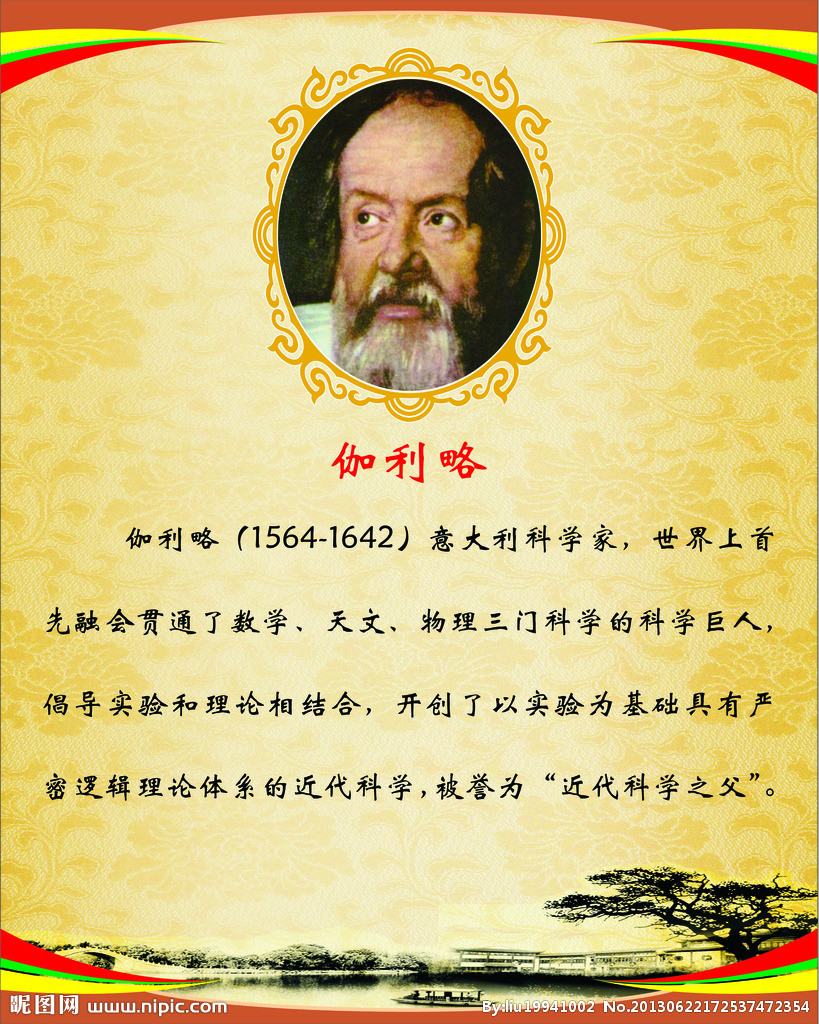 伽利略
伽利略（1564-1642）意大利科学家，世界上首
先融会贯通了数学、天文、物理三门科学的科学巨人，
倡导实验和理论相结合，开创了以实验为基础具有严
密逻辑理论体系的近代科学，被誉为“近代科学之父”。
昵图网 www.nipic.com
By:liu19941002 No.20130622172537472354